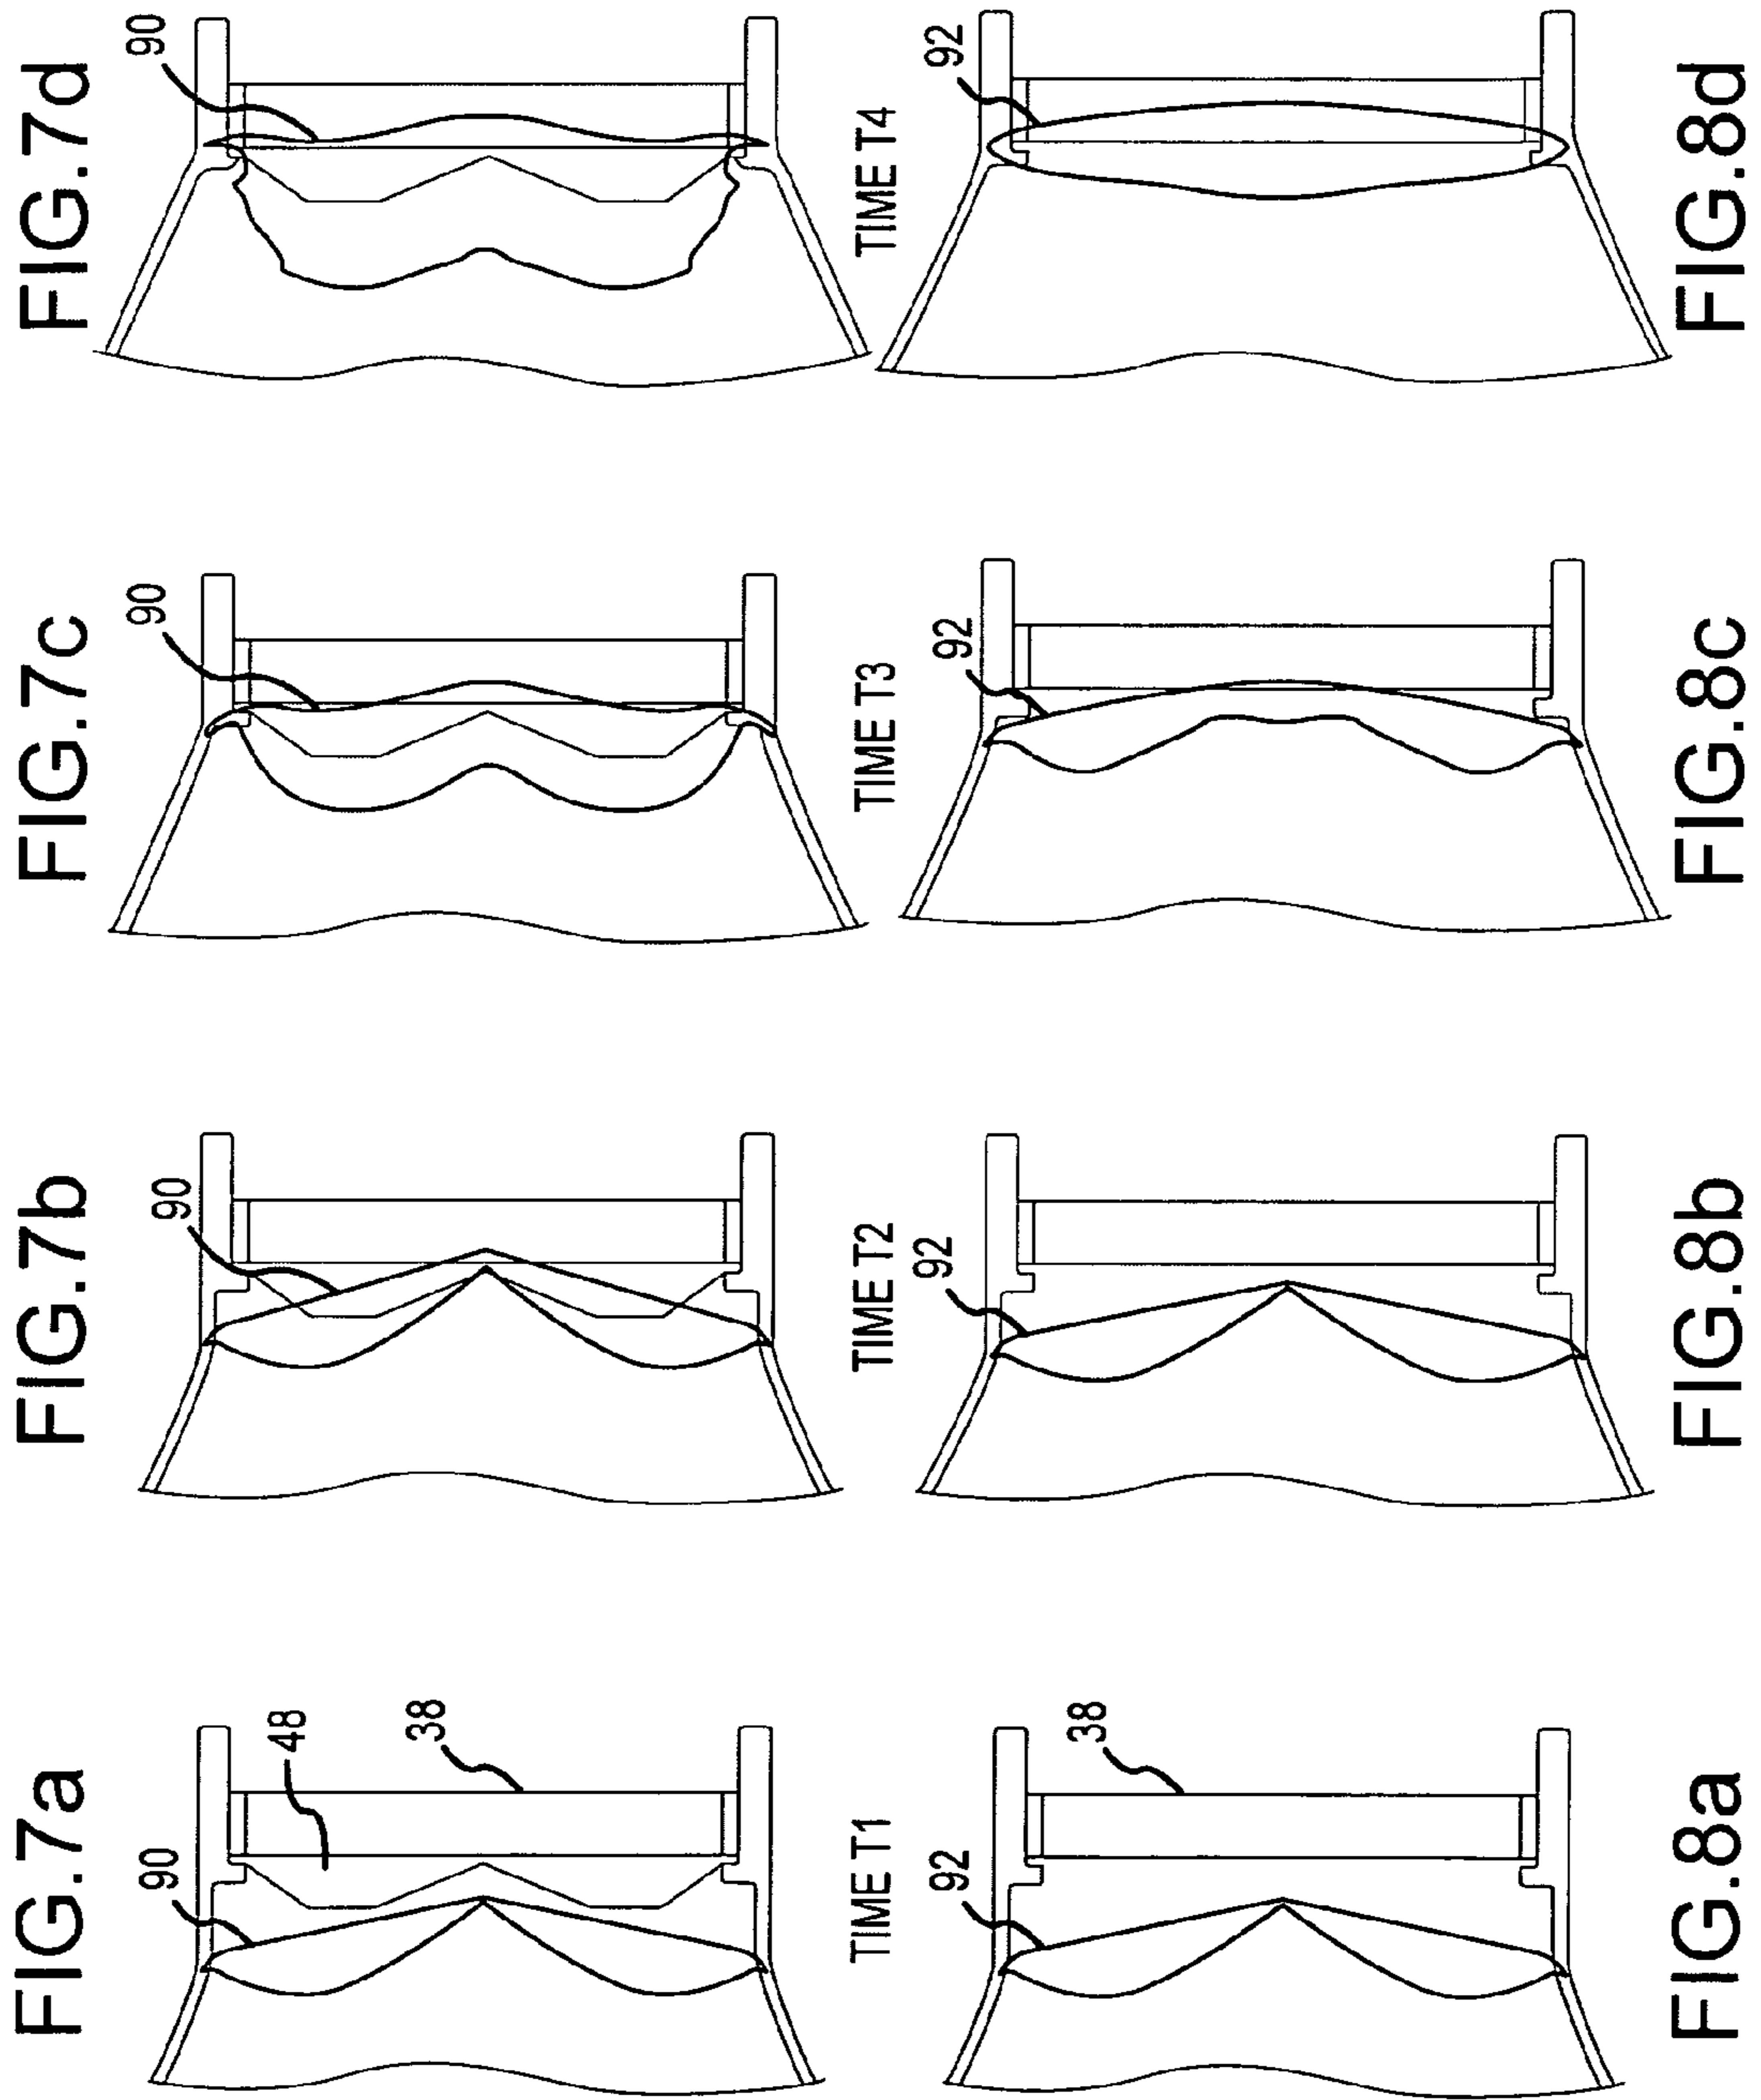 FIG.7a
90
48
38
FIG.7b
90
FIG.7c
90
FIG.7d
90
TIME T1
TIME T2
TIME T3
TIME T4
92
38
FIG.8a
92
FIG.8b
92
FIG.8c
92
FIG.8d